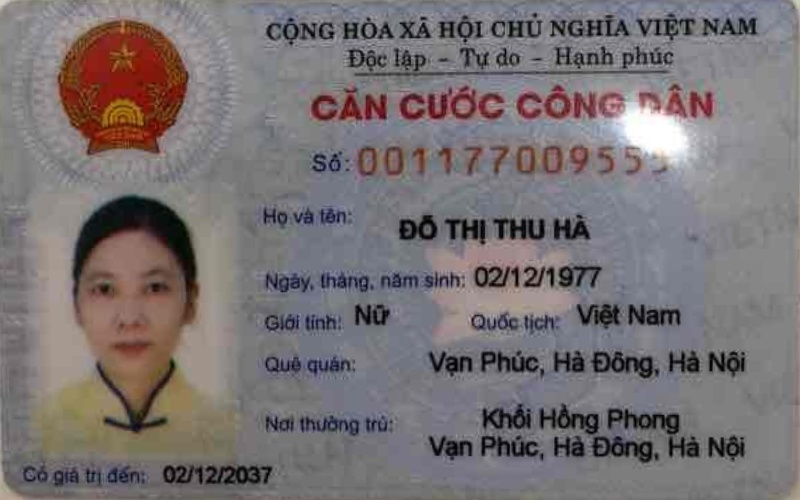 CỘNG HÒA XÃ HỘI CHỦ NGHĨA VIỆT NAM
Độc lập - Tự do - Hạnh phúc
CĂN CƯỚC CÔNG DÂN
Số: 001177009555
Họ và tên: ĐỖ THỊ THU HÀ
Ngày, tháng, năm sinh: 02/12/1977
Giới tính: Nữ Quốc tịch: Việt Nam
Quê quán: Vạn Phúc, Hà Đông, Hà Nội
Nơi thường trú: Khối Hồng Phong
Vạn Phúc, Hà Đông, Hà Nội
Có giá trị đến: 02/12/2037